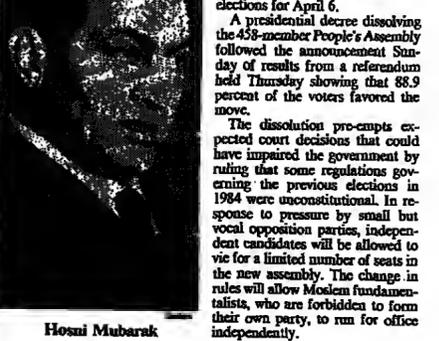 elections for April 6.
A presidential decree dissolving
the 458-member People's Assembly
followed the announcement Sun-
day of results from a referendum
held Thursday showing that 88.9
percent of the voters favored the
move.
The dissolution pre-empts ex-
pected court decisions that could
have impaired the government by
ruling that some regulations gov-
erning the previous elections in
1984 were unconstitutional. In re-
sponse to pressure by small but
vocal opposition parties, indepen-
dent candidates will be allowed to
vie for a limited number of seats in
the new assembly. The change in
rules will allow Moslem fundamen-
talists, who are forbidden to form
their own party, to run for office
independently.
Hosni Mubarak